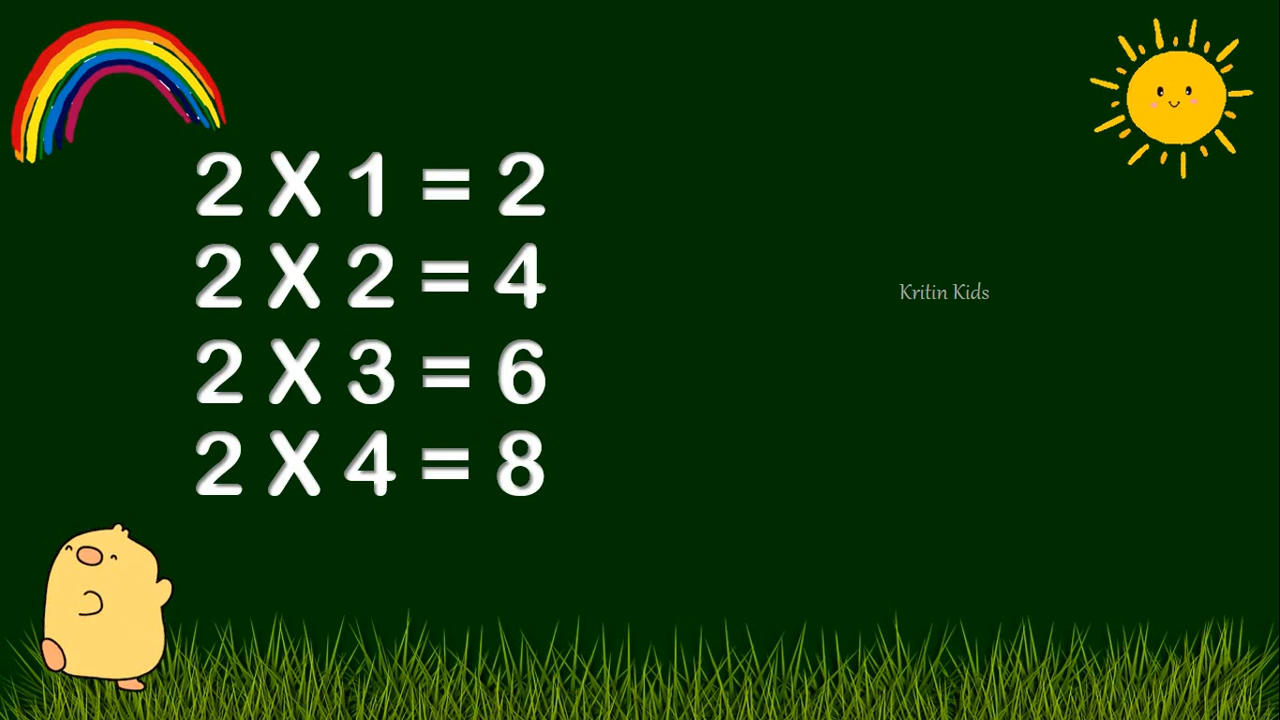 2 X 1 = 2
2 X 2 = 4
Kritin Kids
2 X 3 = 6
2 X 4 = 8